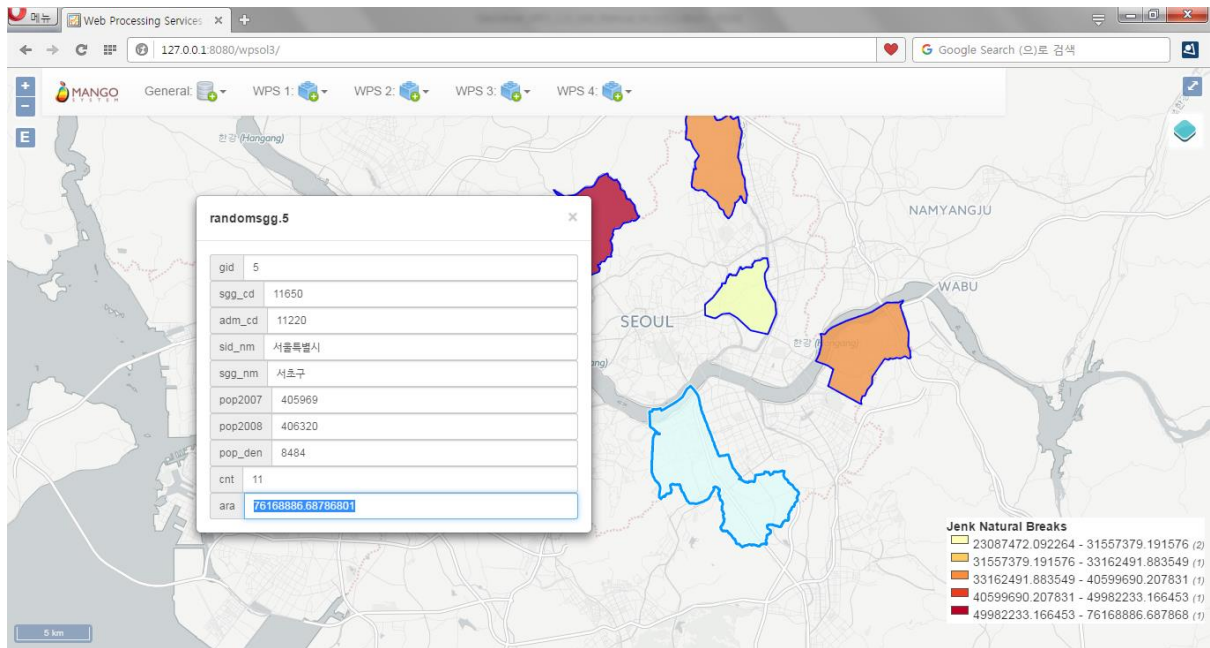 메뉴
Web Processing Services
127.0.0.1:8080/wpsol3/
Google Search (으)로 검색
MANGO
SYSTEM
General:
WPS 1:
WPS 2:
WPS 3:
WPS 4:
E
한강 (Hangang)
NAMYANGJU
WABU
SEOUL
한강
randomsgg.5
gid 5
sgg_cd 11650
adm_cd 11220
sid_nm 서울특별시
sgg_nm 서초구
pop2007 405969
pop2008 406320
pop_den 8484
cnt 11
ara 76168886.68786801
Jenk Natural Breaks
23087472.092264 - 31557379.191576 (2)
31557379.191576 - 33162491.883549 (1)
33162491.883549 - 40599690.207831 (1)
40599690.207831 - 49982233.166453 (1)
49982233.166453 - 76168886.687868 (1)
5 km